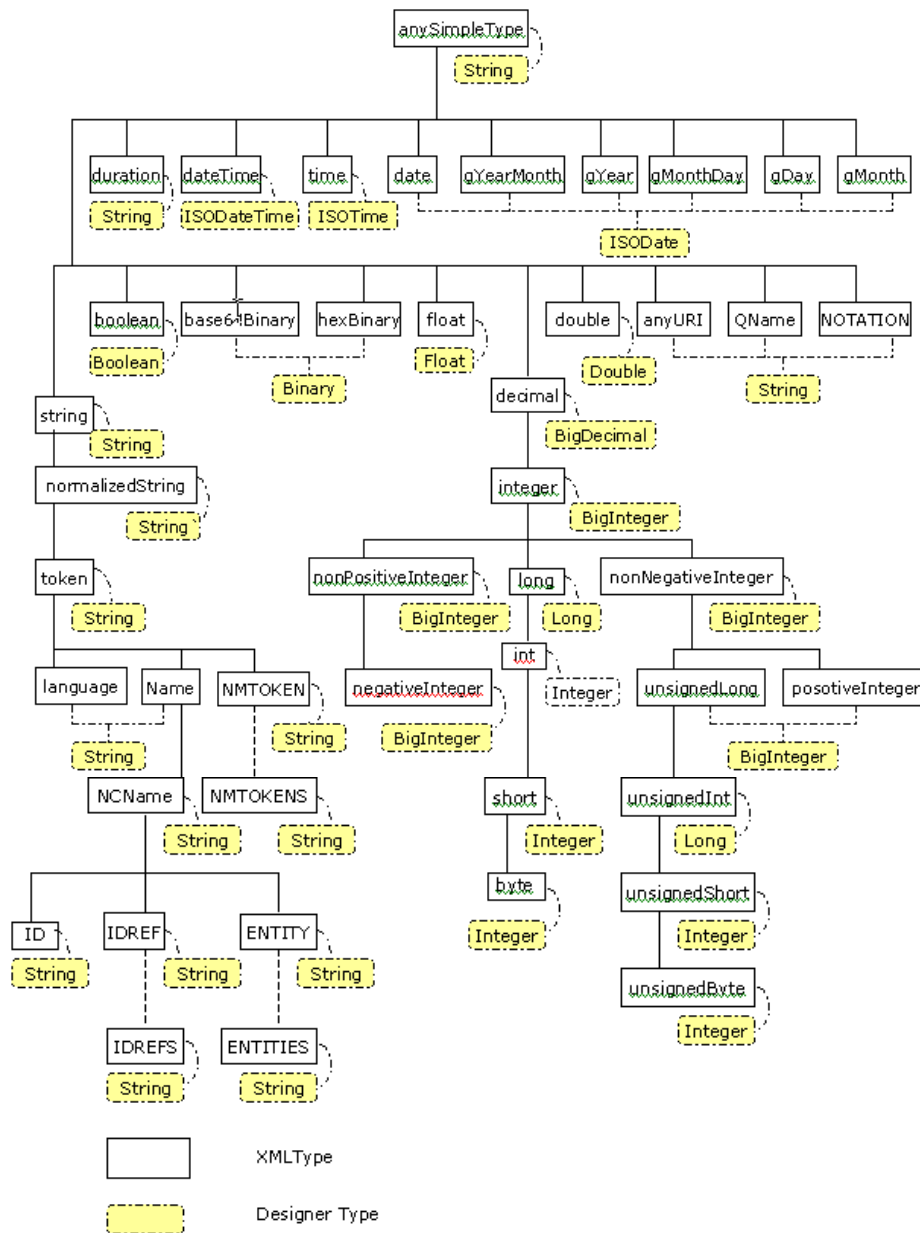 anySimpleType
String
duration dateTime time date gYearMonth gYear gMonthDay gDay gMonth
String ISODateTime ISOTime
ISODate
boolean base64Binary hexBinary float double anyURI QName NOTATION
Boolean Binary Float Double String
decimal
string
BigDecimal
String
normalizedString integer
String BigInteger
token nonPositiveInteger long nonNegativeInteger
String BigInteger Long BigInteger
int
language Name NMTOKEN negativeInteger Integer unsignedLong posotiveInteger
String String BigInteger BigInteger
NCName NMTOKENS short unsignedInt
String String Integer Long
byte unsignedShort
ID IDREF ENTITY Integer Integer
String String String
unsignedByte
Integer
IDREFS ENTITIES
String String
XMLType
Designer Type